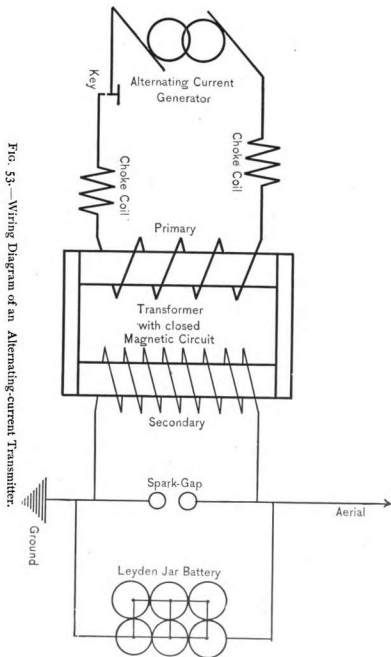 Alternating Current
Generator
Key
Choke Coil
Choke Coil
Primary
Transformer
with closed
Magnetic Circuit
Secondary
Spark-Gap
Aerial
Ground
Leyden Jar Battery
FIG. 53.—Wiring Diagram of an Alternating-current Transmitter.